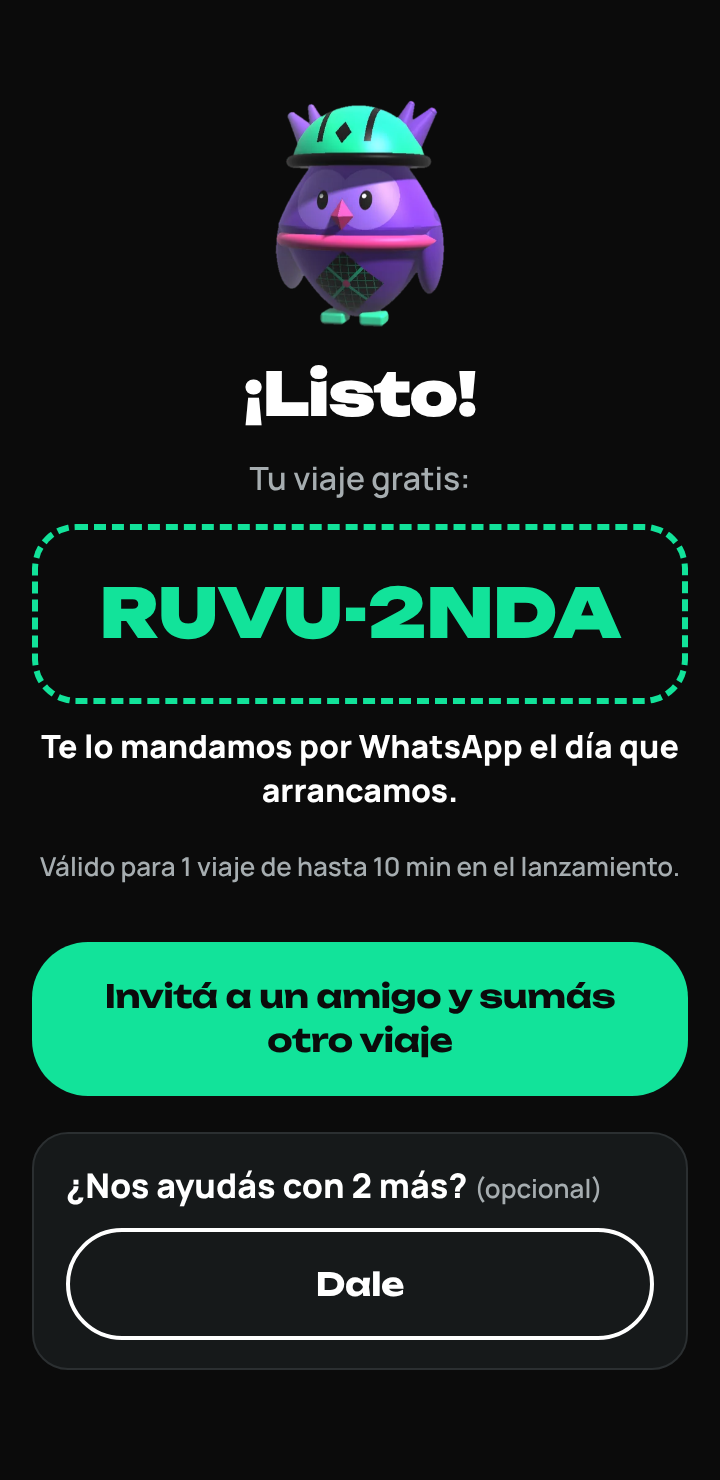 ¡Listo!
Tu viaje gratis:
RUVU-2NDA
Te lo mandamos por WhatsApp el día que
arrancamos.
Válido para 1 viaje de hasta 10 min en el lanzamiento.
Invitá a un amigo y sumás
otro viaje
¿Nos ayudás con 2 más? (opcional)
Dale